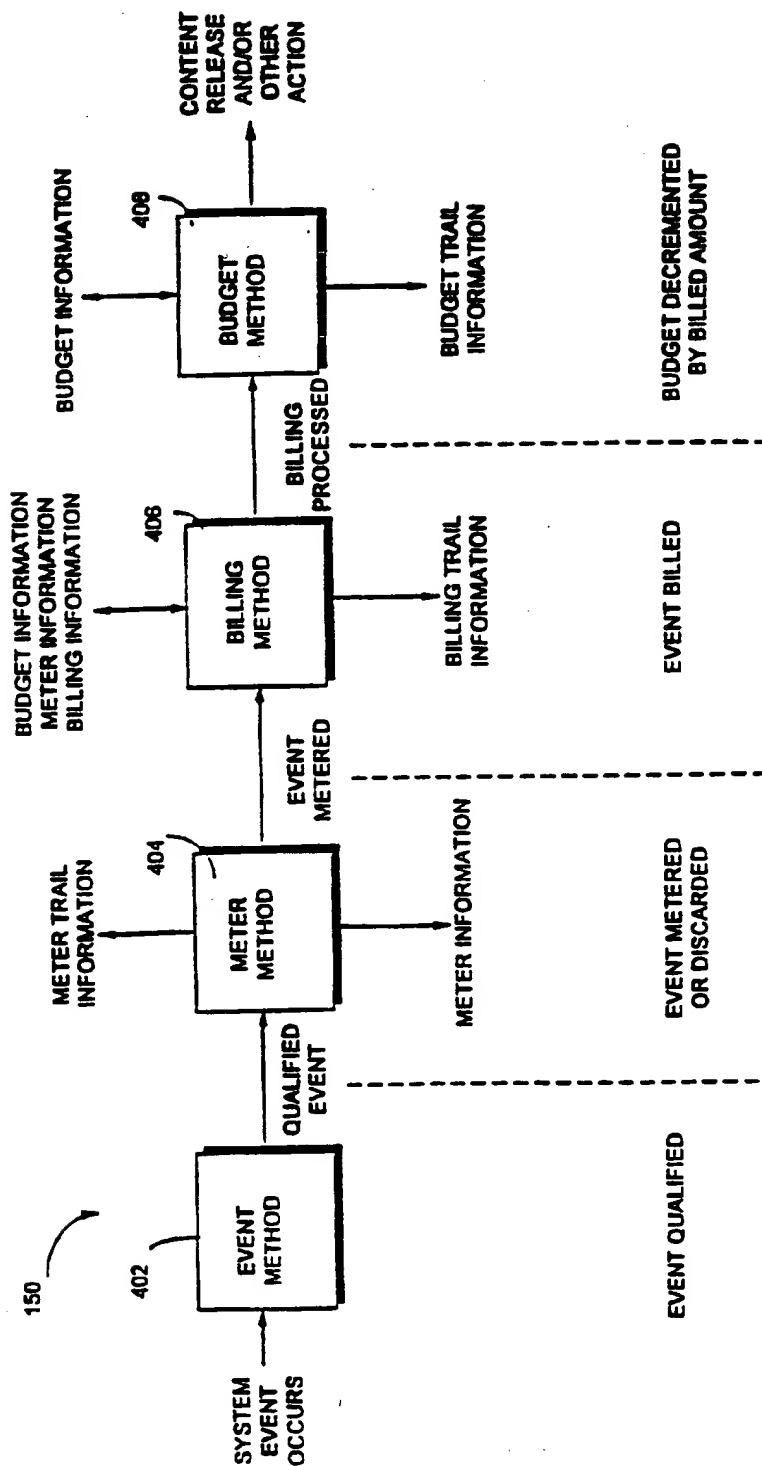 150
SYSTEM
EVENT
OCCURS
402
EVENT
METHOD
QUALIFIED
EVENT
EVENT QUALIFIED
METER TRAIL
INFORMATION
404
METER
METHOD
EVENT
METERED
METER INFORMATION
EVENT METERED
OR DISCARDED
BUDGET INFORMATION
METER INFORMATION
BILLING INFORMATION
406
BILLING
METHOD
BILLING
PROCESSED
BILLING TRAIL
INFORMATION
EVENT BILLED
BUDGET INFORMATION
408
BUDGET
METHOD
CONTENT
RELEASE
AND/OR
OTHER
ACTION
BUDGET TRAIL
INFORMATION
BUDGET DECREMENTED
BY BILLED AMOUNT